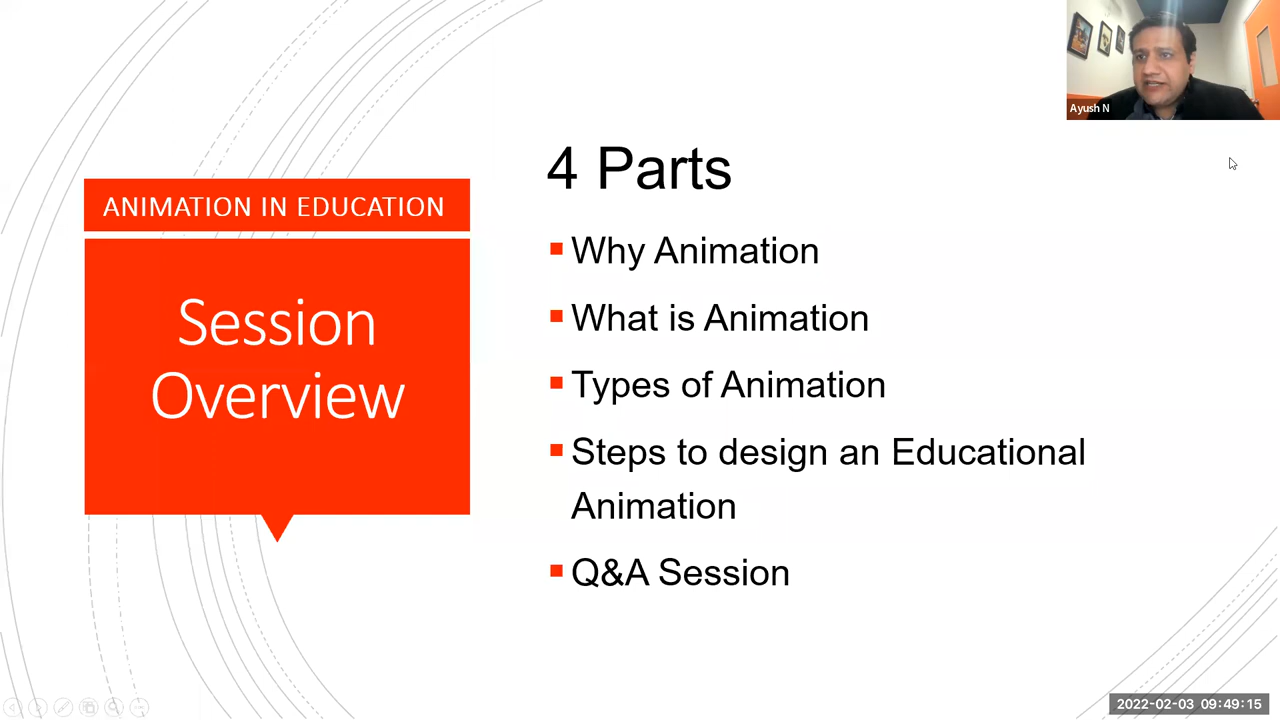 Ayush N
ANIMATION IN EDUCATION
Session
Overview
4 Parts
Why Animation
What is Animation
Types of Animation
Steps to design an Educational
Animation
Q&A Session
2022-02-03 09:49:15